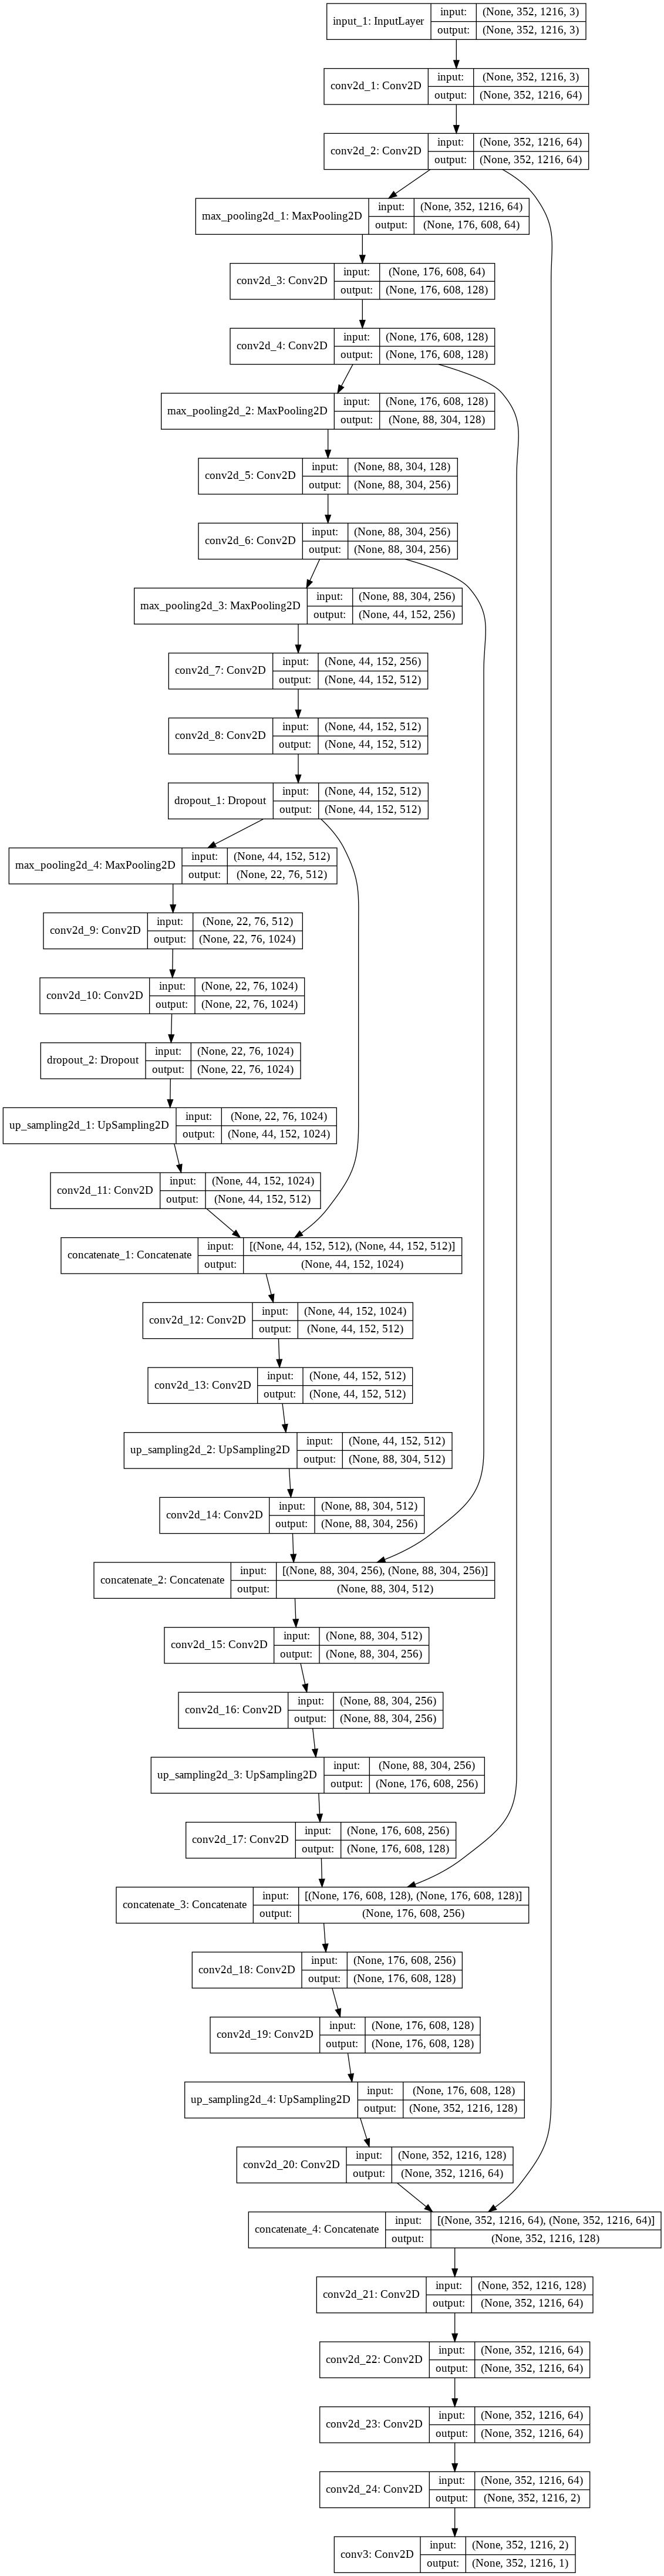 input_1: InputLayer
input: (None, 352, 1216, 3)
output: (None, 352, 1216, 3)
conv2d_1: Conv2D
input: (None, 352, 1216, 3)
output: (None, 352, 1216, 64)
conv2d_2: Conv2D
input: (None, 352, 1216, 64)
output: (None, 352, 1216, 64)
max_pooling2d_1: MaxPooling2D
input: (None, 352, 1216, 64)
output: (None, 176, 608, 64)
conv2d_3: Conv2D
input: (None, 176, 608, 64)
output: (None, 176, 608, 128)
conv2d_4: Conv2D
input: (None, 176, 608, 128)
output: (None, 176, 608, 128)
max_pooling2d_2: MaxPooling2D
input: (None, 176, 608, 128)
output: (None, 88, 304, 128)
conv2d_5: Conv2D
input: (None, 88, 304, 128)
output: (None, 88, 304, 256)
conv2d_6: Conv2D
input: (None, 88, 304, 256)
output: (None, 88, 304, 256)
max_pooling2d_3: MaxPooling2D
input: (None, 88, 304, 256)
output: (None, 44, 152, 256)
conv2d_7: Conv2D
input: (None, 44, 152, 256)
output: (None, 44, 152, 512)
conv2d_8: Conv2D
input: (None, 44, 152, 512)
output: (None, 44, 152, 512)
dropout_1: Dropout
input: (None, 44, 152, 512)
output: (None, 44, 152, 512)
max_pooling2d_4: MaxPooling2D
input: (None, 44, 152, 512)
output: (None, 22, 76, 512)
conv2d_9: Conv2D
input: (None, 22, 76, 512)
output: (None, 22, 76, 1024)
conv2d_10: Conv2D
input: (None, 22, 76, 1024)
output: (None, 22, 76, 1024)
dropout_2: Dropout
input: (None, 22, 76, 1024)
output: (None, 22, 76, 1024)
up_sampling2d_1: UpSampling2D
input: (None, 22, 76, 1024)
output: (None, 44, 152, 1024)
conv2d_11: Conv2D
input: (None, 44, 152, 1024)
output: (None, 44, 152, 512)
concatenate_1: Concatenate
input: [(None, 44, 152, 512), (None, 44, 152, 512)]
output: (None, 44, 152, 1024)
conv2d_12: Conv2D
input: (None, 44, 152, 1024)
output: (None, 44, 152, 512)
conv2d_13: Conv2D
input: (None, 44, 152, 512)
output: (None, 44, 152, 512)
up_sampling2d_2: UpSampling2D
input: (None, 44, 152, 512)
output: (None, 88, 304, 512)
conv2d_14: Conv2D
input: (None, 88, 304, 512)
output: (None, 88, 304, 256)
concatenate_2: Concatenate
input: [(None, 88, 304, 256), (None, 88, 304, 256)]
output: (None, 88, 304, 512)
conv2d_15: Conv2D
input: (None, 88, 304, 512)
output: (None, 88, 304, 256)
conv2d_16: Conv2D
input: (None, 88, 304, 256)
output: (None, 88, 304, 256)
up_sampling2d_3: UpSampling2D
input: (None, 88, 304, 256)
output: (None, 176, 608, 256)
conv2d_17: Conv2D
input: (None, 176, 608, 256)
output: (None, 176, 608, 128)
concatenate_3: Concatenate
input: [(None, 176, 608, 128), (None, 176, 608, 128)]
output: (None, 176, 608, 256)
conv2d_18: Conv2D
input: (None, 176, 608, 256)
output: (None, 176, 608, 128)
conv2d_19: Conv2D
input: (None, 176, 608, 128)
output: (None, 176, 608, 128)
up_sampling2d_4: UpSampling2D
input: (None, 176, 608, 128)
output: (None, 352, 1216, 128)
conv2d_20: Conv2D
input: (None, 352, 1216, 128)
output: (None, 352, 1216, 64)
concatenate_4: Concatenate
input: [(None, 352, 1216, 64), (None, 352, 1216, 64)]
output: (None, 352, 1216, 128)
conv2d_21: Conv2D
input: (None, 352, 1216, 128)
output: (None, 352, 1216, 64)
conv2d_22: Conv2D
input: (None, 352, 1216, 64)
output: (None, 352, 1216, 64)
conv2d_23: Conv2D
input: (None, 352, 1216, 64)
output: (None, 352, 1216, 64)
conv2d_24: Conv2D
input: (None, 352, 1216, 64)
output: (None, 352, 1216, 2)
conv3: Conv2D
input: (None, 352, 1216, 2)
output: (None, 352, 1216, 1)